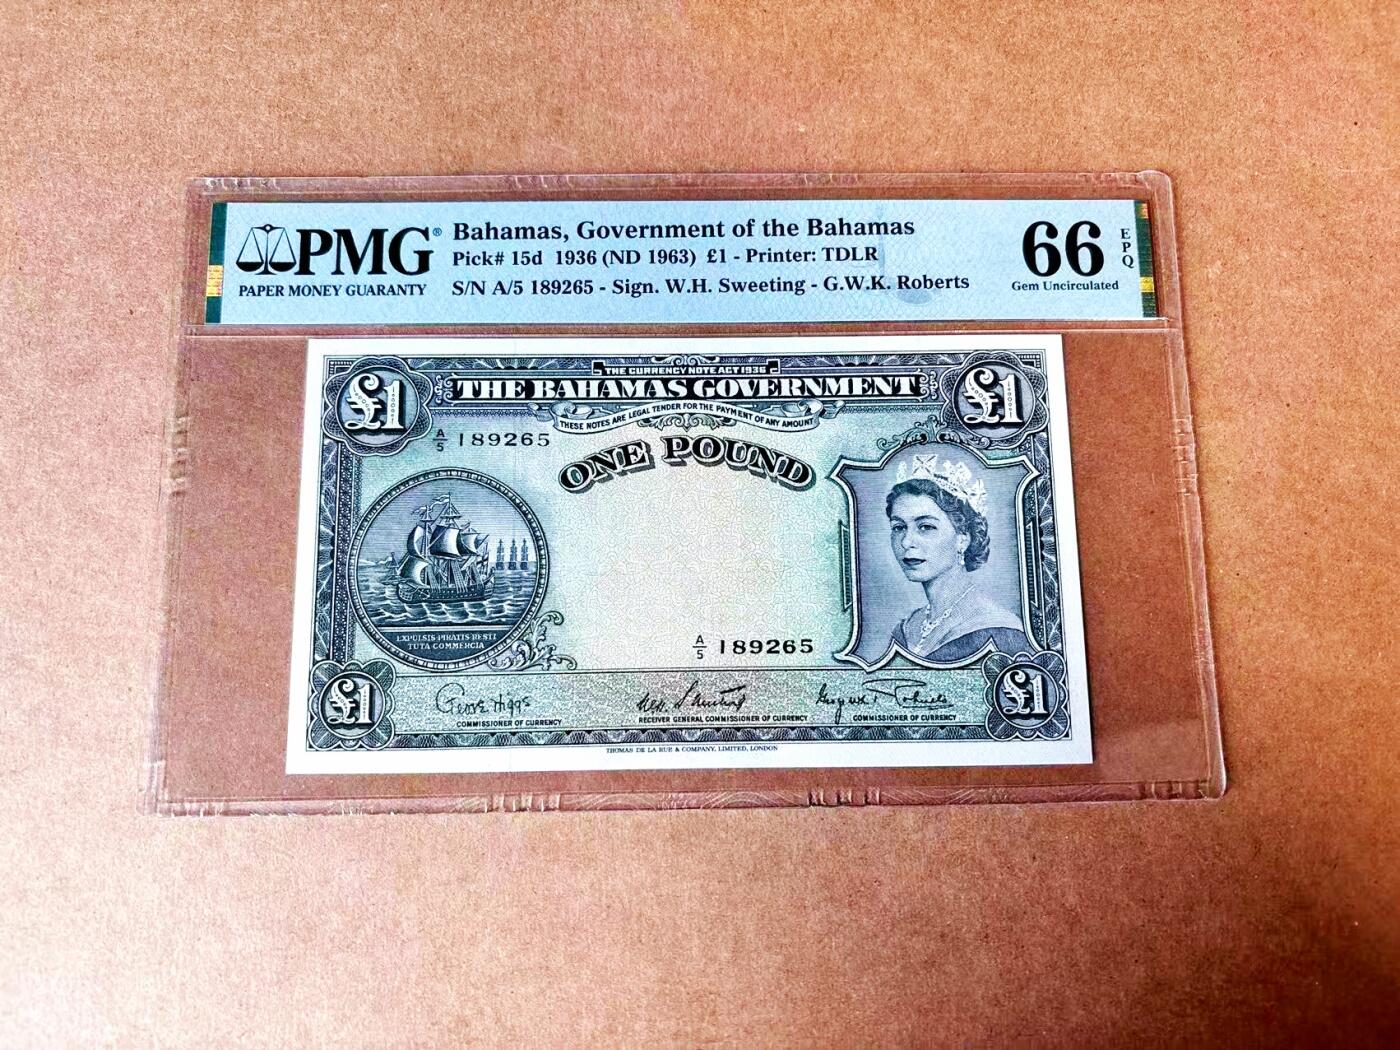 PMG®
PAPER MONEY GUARANTY
Bahamas, Government of the Bahamas
Pick# 15d 1936 (ND 1963) £1 - Printer: TDLR
S/N A/5 189265 - Sign. W.H. Sweeting - G.W.K. Roberts
66 EPQ
Gem Uncirculated
THE CURRENCY NOTE ACT 1936
£1 THE BAHAMAS GOVERNMENT £1
THESE NOTES ARE LEGAL TENDER FOR THE PAYMENT OF ANY AMOUNT
A/5 189265
ONE POUND
EXPULSIS PIRATIS RESTI
TUTA COMMERCIA
A/5 189265
£1 George Higgs £1
COMMISSIONER OF CURRENCY
RECEIVER GENERAL COMMISSIONER OF CURRENCY
COMMISSIONER OF CURRENCY
THOMAS DE LA RUE & COMPANY, LIMITED, LONDON